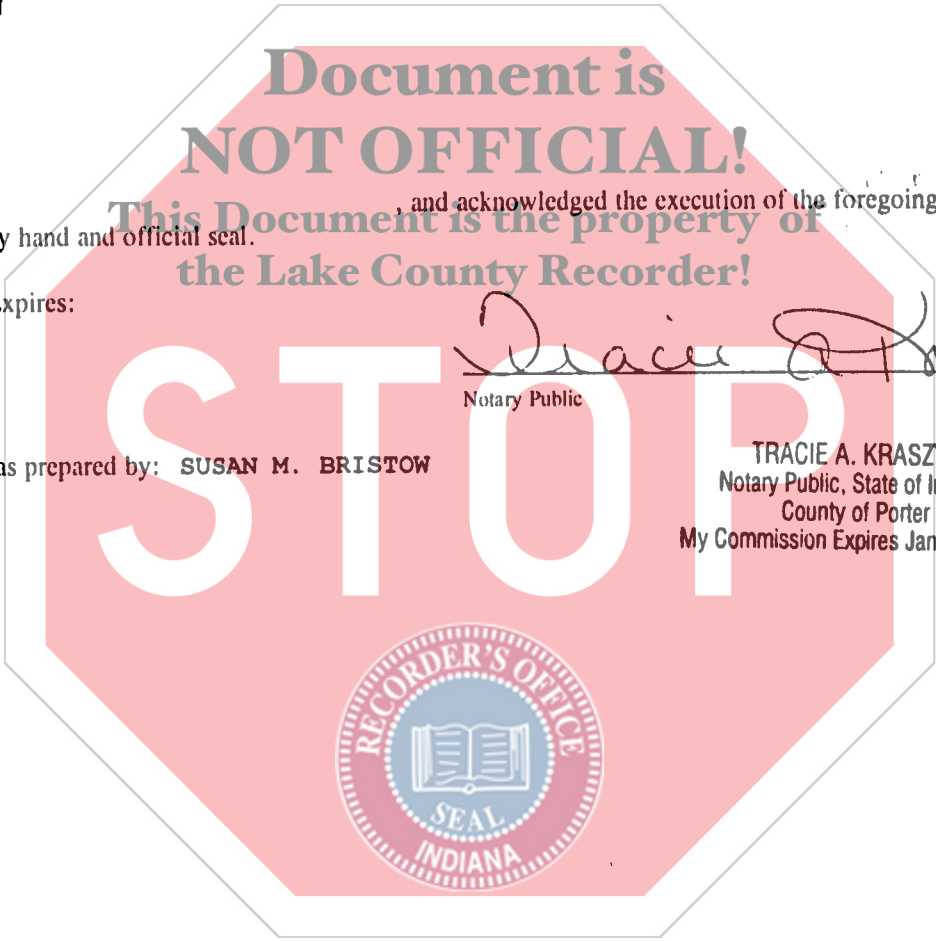 Document is
NOT OFFICIAL!
, and acknowledged the execution of the foregoing
This Document is the property of
y hand and official seal.
the Lake County Recorder!
xpires:
Tracie A K
STOP
Notary Public
as prepared by: SUSAN M. BRISTOW
TRACIE A. KRASZ
Notary Public, State of I
County of Porter
My Commission Expires Jan
RECORDER'S OFFICE
SEAL
INDIANA